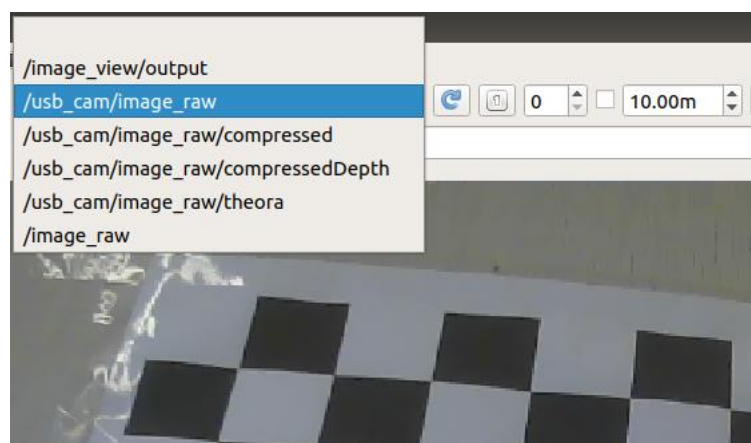 /image_view/output
/usb_cam/image_raw
0 10.00m
/usb_cam/image_raw/compressed
/usb_cam/image_raw/compressedDepth
/usb_cam/image_raw/theora
/image_raw